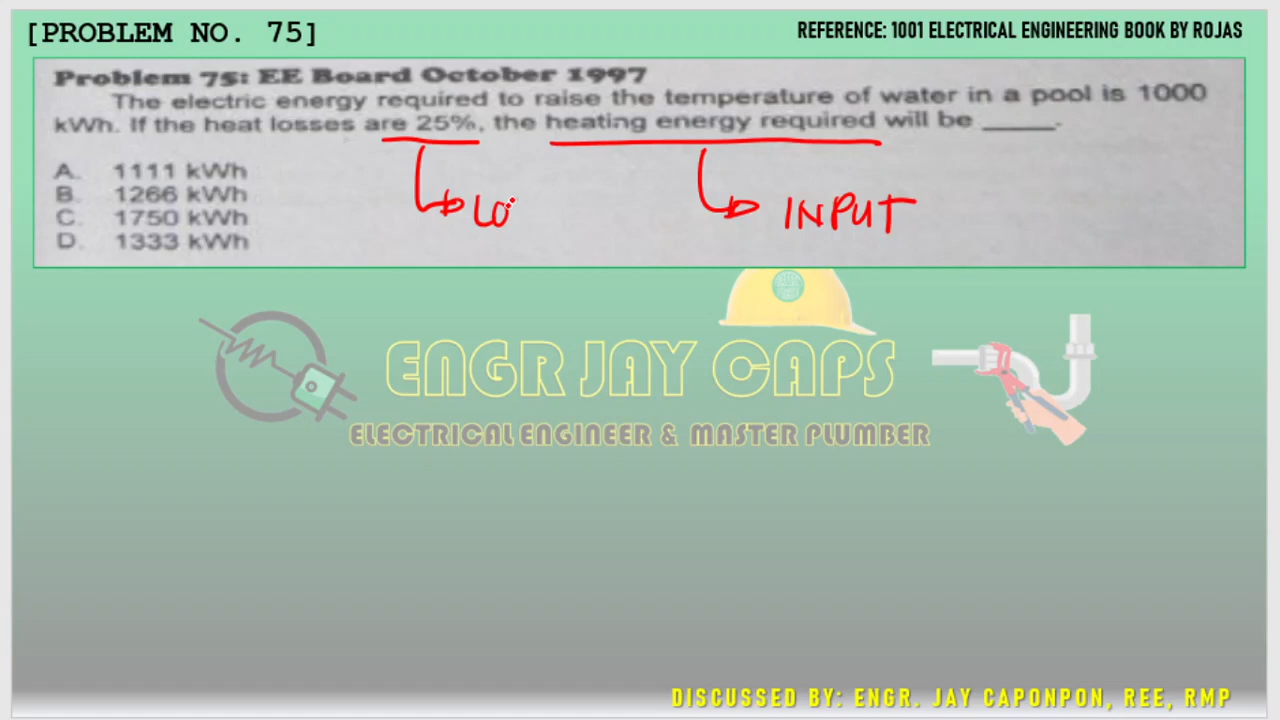 [PROBLEM NO. 75]
REFERENCE: 1001 ELECTRICAL ENGINEERING BOOK BY ROJAS
Problem 75: EE Board October 1997
The electric energy required to raise the temperature of water in a pool is 1000
kWh. If the heat losses are 25%, the heating energy required will be _____.
A. 1111 kWh
B. 1266 kWh
C. 1750 kWh
D. 1333 kWh
LO
INPUT
ENGR JAY CAPS
ELECTRICAL ENGINEER & MASTER PLUMBER
DISCUSSED BY: ENGR. JAY CAPONPON, REE, RMP